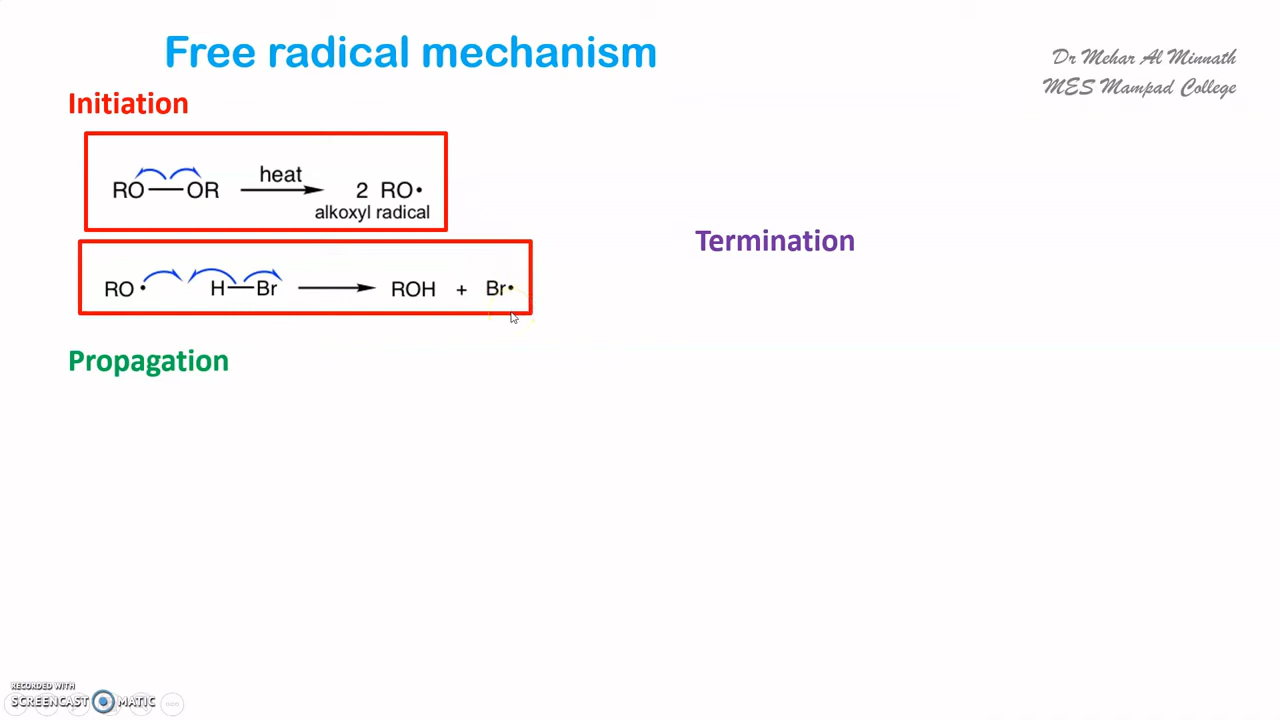 Free radical mechanism
Dr Mehar Al Minnath
MES Mampad College
Initiation
RO—OR heat 2 RO•
alkoxyl radical
RO• H—Br ROH + Br•
Termination
Propagation
RECORDED WITH
SCREENCAST MATIC